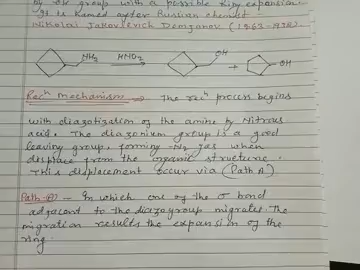 by OH group with a possible ring expansion.
It is named after Russian chemist
Nikolai Jakovlevich Demjanov (1863-1938).
NH2 HNO2 OH → OH
Recn Mechanism → The recn process begins
with diazotization of the amine by Nitrous
acid. The diazonium group is a good
leaving group, forming -N2 gas when
displace from the organic structure.
This displacement occur via (Path A)
Path A - In which one of the σ bond
adjacent to the diazo group migrates. The
migration results the expansion of the
ring.